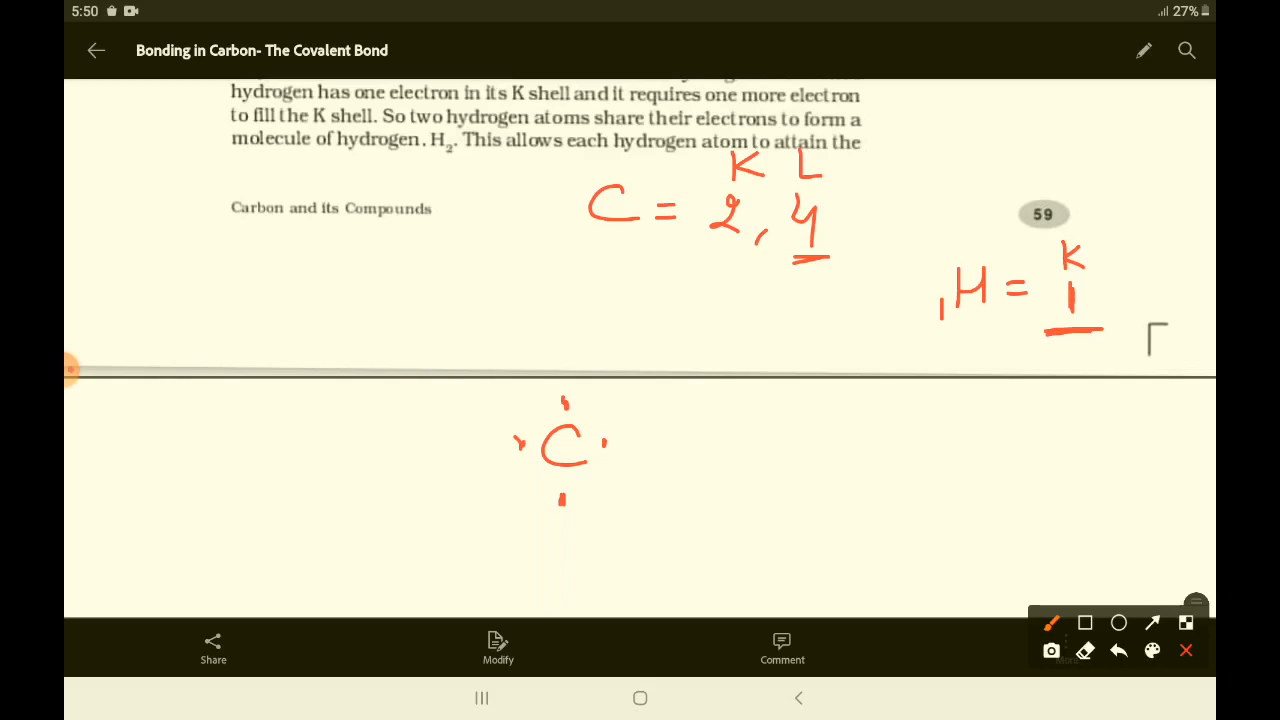 5:50 27%
Bonding in Carbon- The Covalent Bond
hydrogen has one electron in its K shell and it requires one more electron
to fill the K shell. So two hydrogen atoms share their electrons to form a
molecule of hydrogen, H₂. This allows each hydrogen atom to attain the
K L
C = 2, 4
Carbon and its Compounds
59
K
₁H = 1
C
Share Modify Comment More